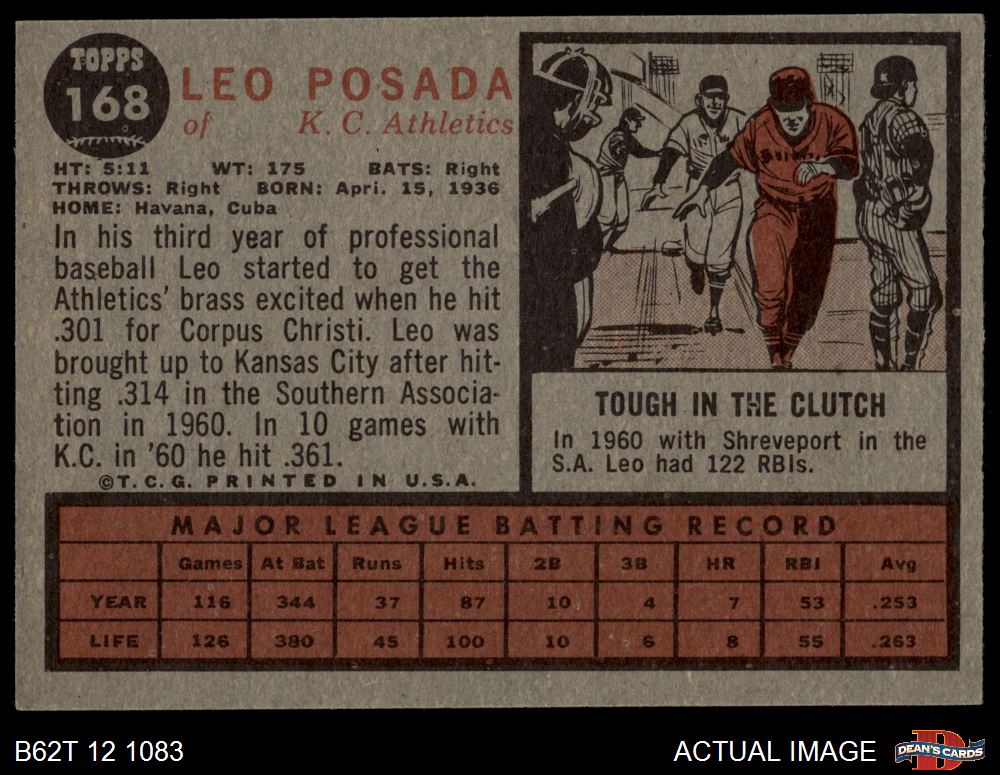 TOPPS
168
LEO POSADA
of K. C. Athletics
HT: 5:11 WT: 175 BATS: Right
THROWS: Right BORN: Apri. 15, 1936
HOME: Havana, Cuba
In his third year of professional
baseball Leo started to get the
Athletics' brass excited when he hit
.301 for Corpus Christi. Leo was
brought up to Kansas City after hit-
ting .314 in the Southern Associa-
tion in 1960. In 10 games with
K.C. in '60 he hit .361.
©T.C.G. PRINTED IN U.S.A.
TOUGH IN THE CLUTCH
In 1960 with Shreveport in the
S.A. Leo had 122 RBIs.
MAJOR LEAGUE BATTING RECORD
Games At Bat Runs Hits 2B 3B HR RBI Avg
YEAR 116 344 37 87 10 4 7 53 .253
LIFE 126 380 45 100 10 6 8 55 .263
B62T 12 1083
ACTUAL IMAGE
D
DEAN'S CARDS